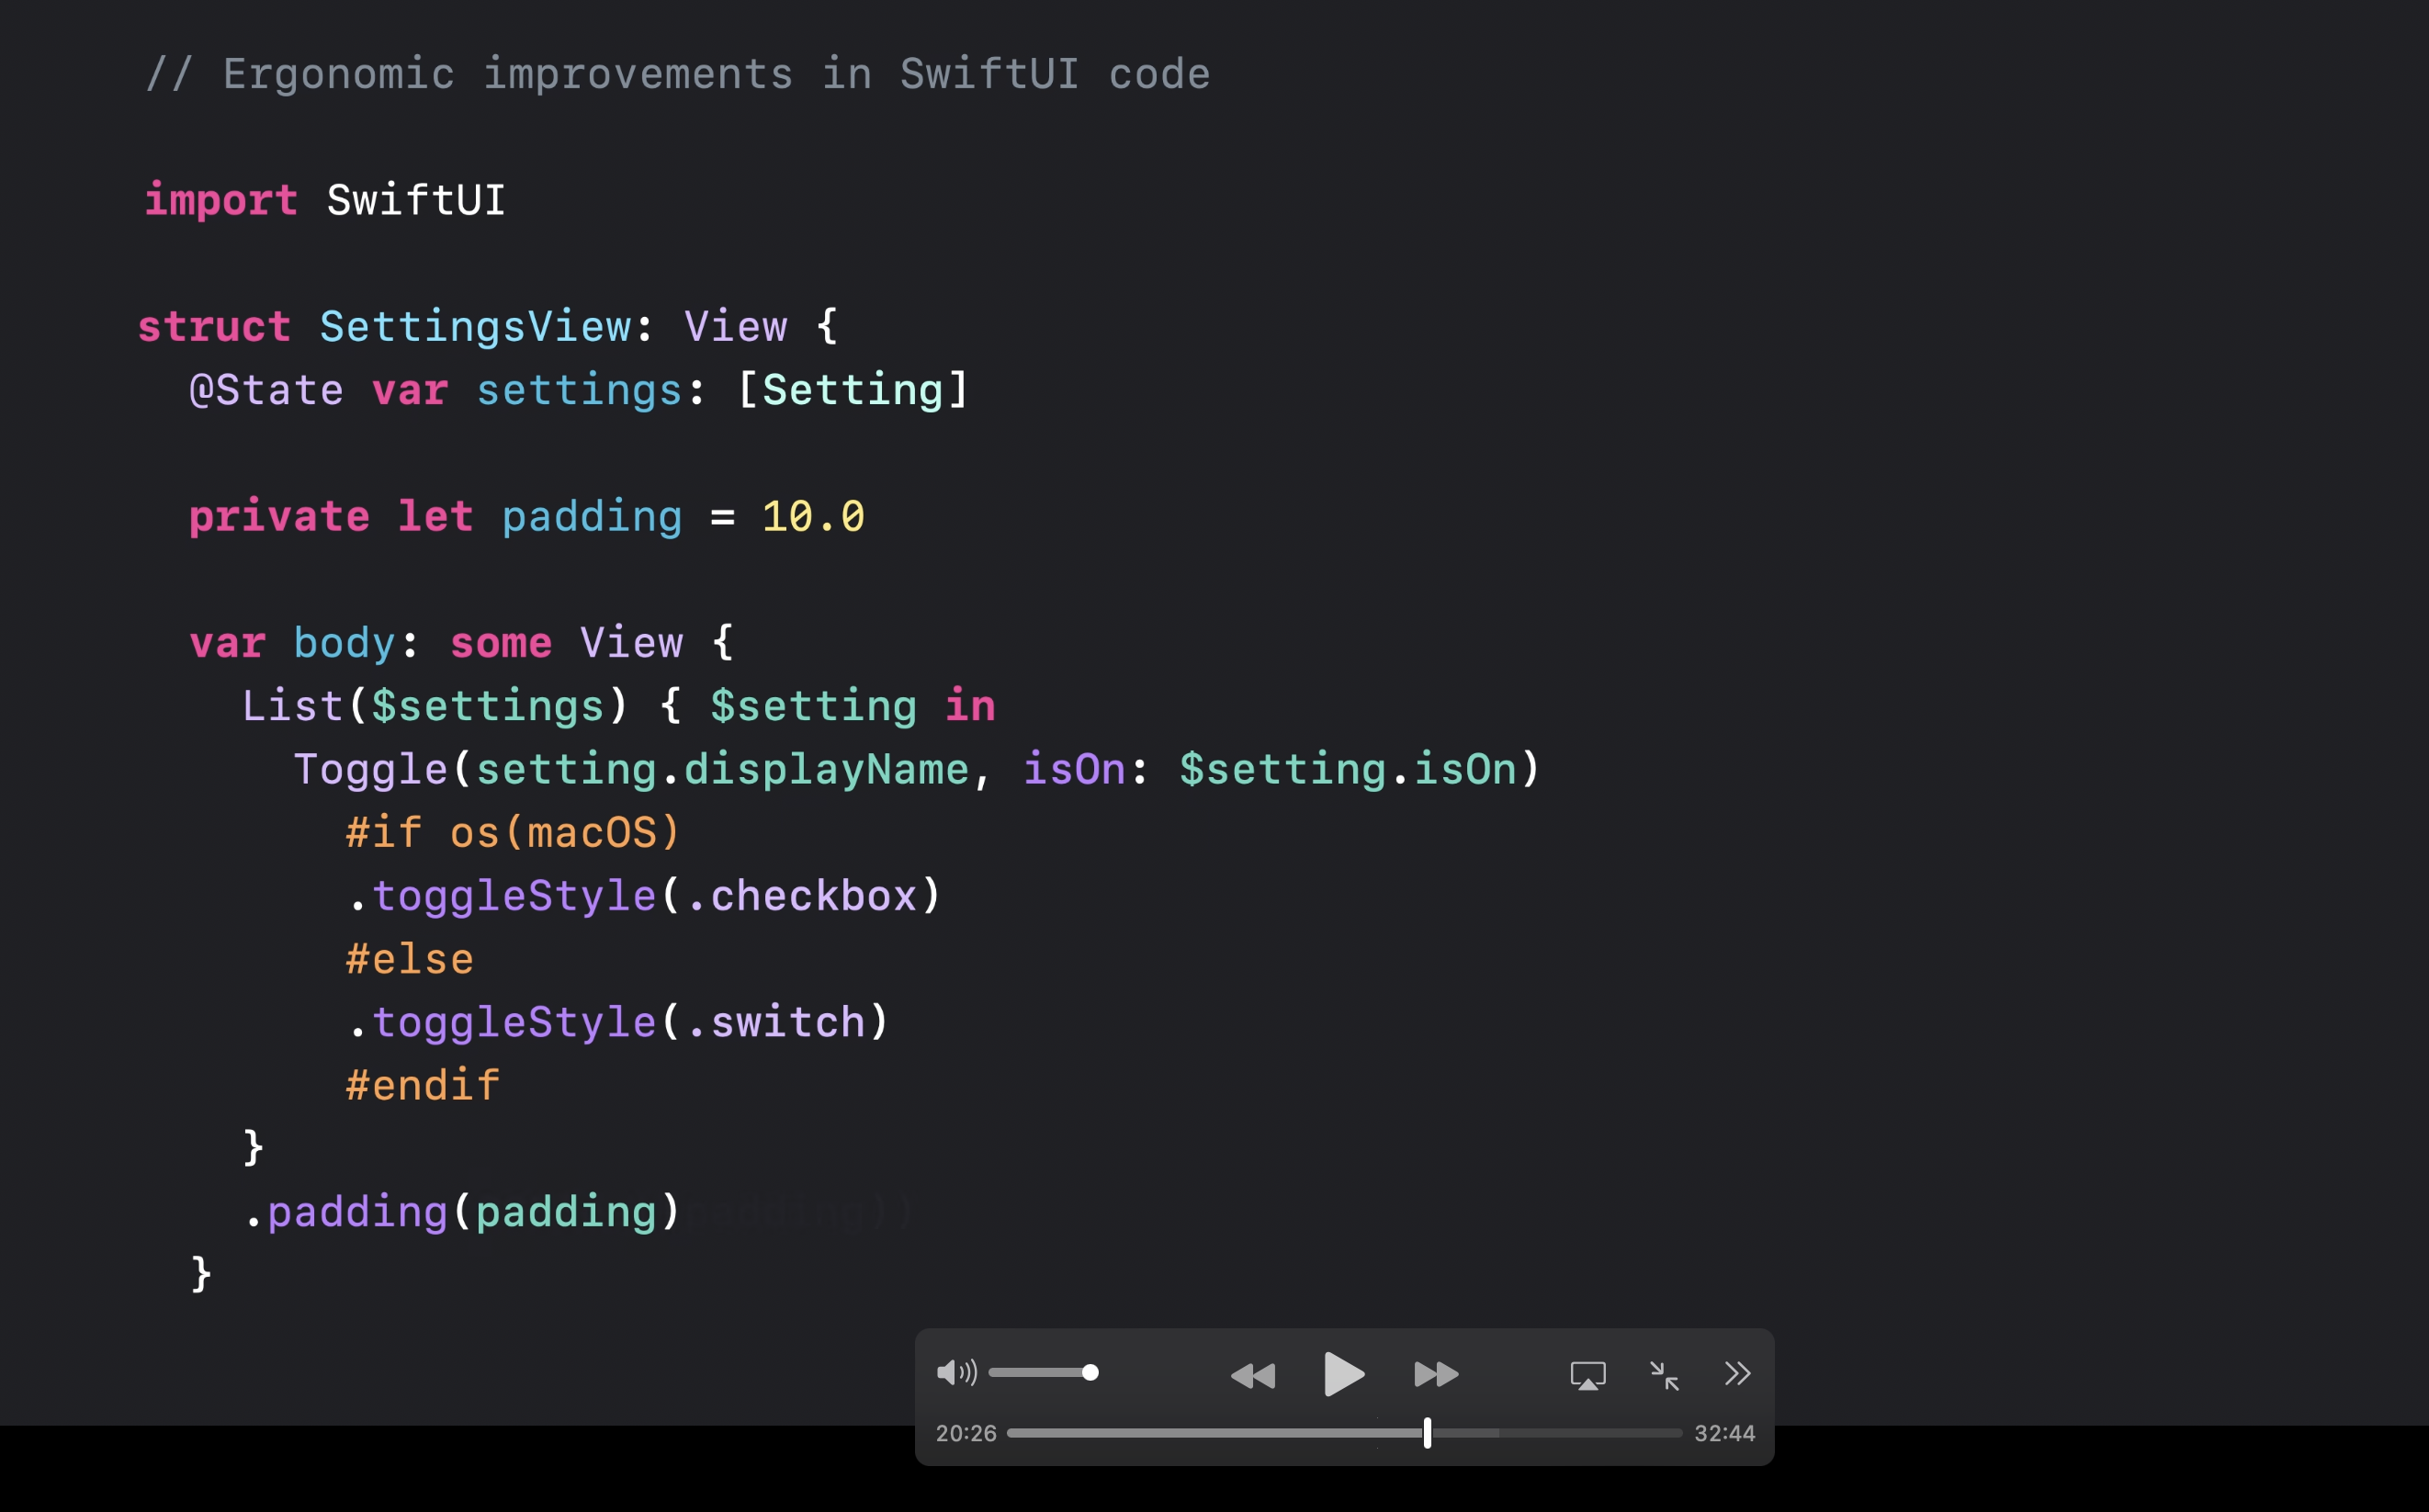 // Ergonomic improvements in SwiftUI code
import SwiftUI
struct SettingsView: View {
@State var settings: [Setting]
private let padding = 10.0
var body: some View {
List($settings) { $setting in
Toggle(setting.displayName, isOn: $setting.isOn)
#if os(macOS)
.toggleStyle(.checkbox)
#else
.toggleStyle(.switch)
#endif
}
.padding(padding)
}
20:26
32:44